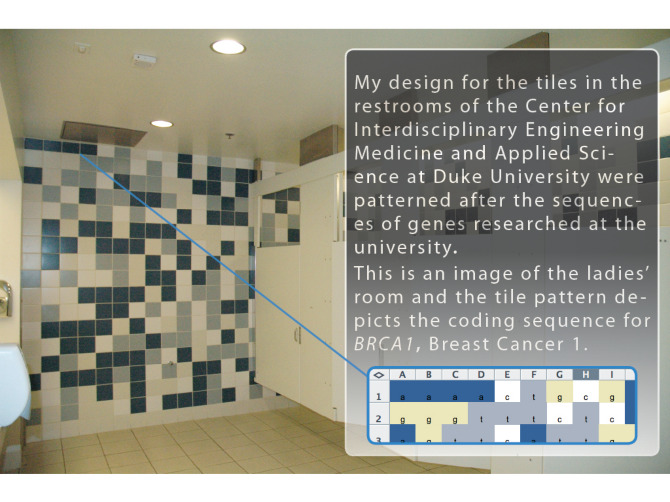 My design for the tiles in the
restrooms of the Center for
Interdisciplinary Engineering
Medicine and Applied Sci-
ence at Duke University were
patterned after the sequenc-
es of genes researched at the
university.
This is an image of the ladies’
room and the tile pattern de-
picts the coding sequence for
BRCA1, Breast Cancer 1.
A B C D E F G H I
1 a a a a c t g c g
2 g g g t t t c t c
3 a g t t c a t t g